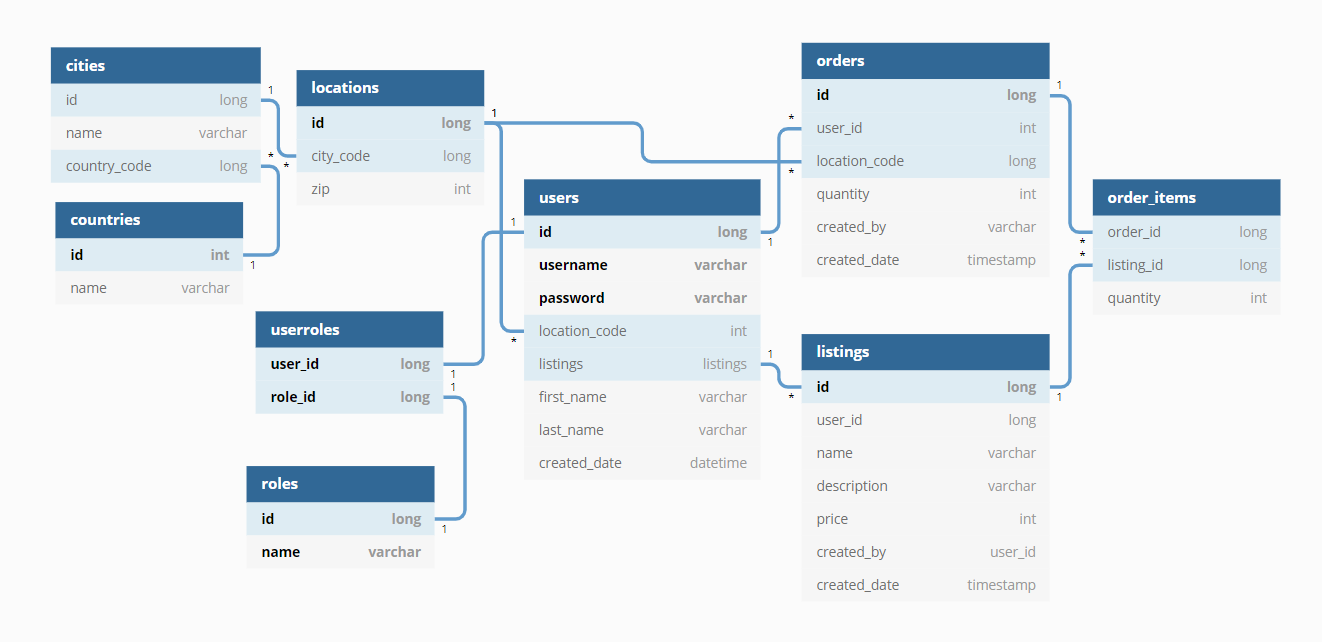 cities
id long
name varchar
country_code long
1
*
countries
id int
name varchar
1
locations
id long
city_code long
zip int
1
*
userroles
user_id long
role_id long
1
1
roles
id long
name varchar
1
users
id long
username varchar
password varchar
location_code int
listings listings
first_name varchar
last_name varchar
created_date datetime
1
1
*
1
orders
id long
user_id int
location_code long
quantity int
created_by varchar
created_date timestamp
1
*
*
listings
id long
user_id long
name varchar
description varchar
price int
created_by user_id
created_date timestamp
*
1
order_items
order_id long
listing_id long
quantity int
*
*